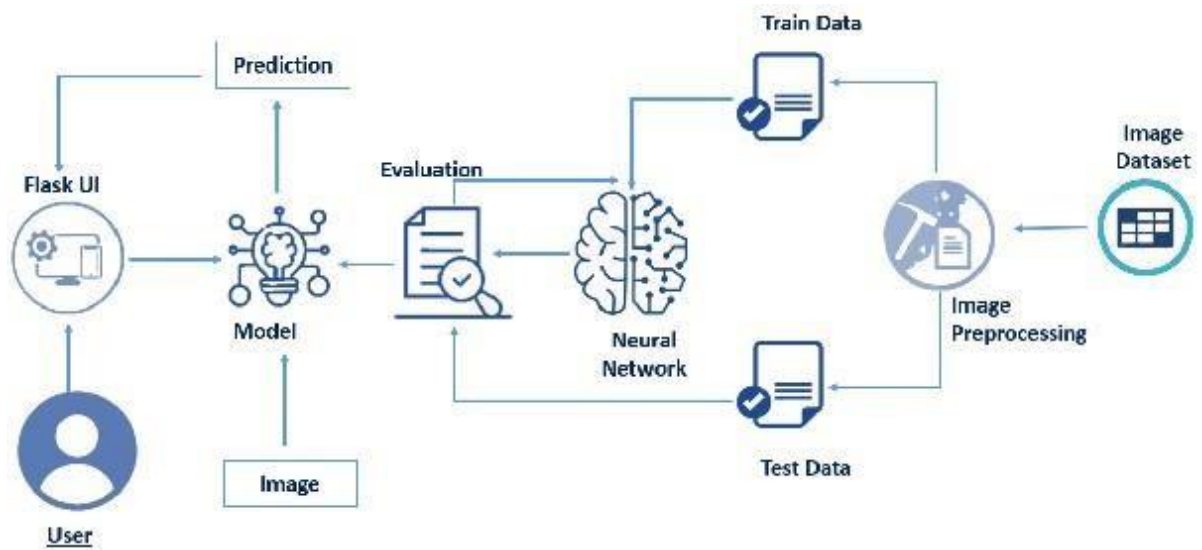 Train Data
Prediction
Image
Dataset
Evaluation
Flask UI
Model
Neural
Network
Image
Preprocessing
Image
Test Data
User